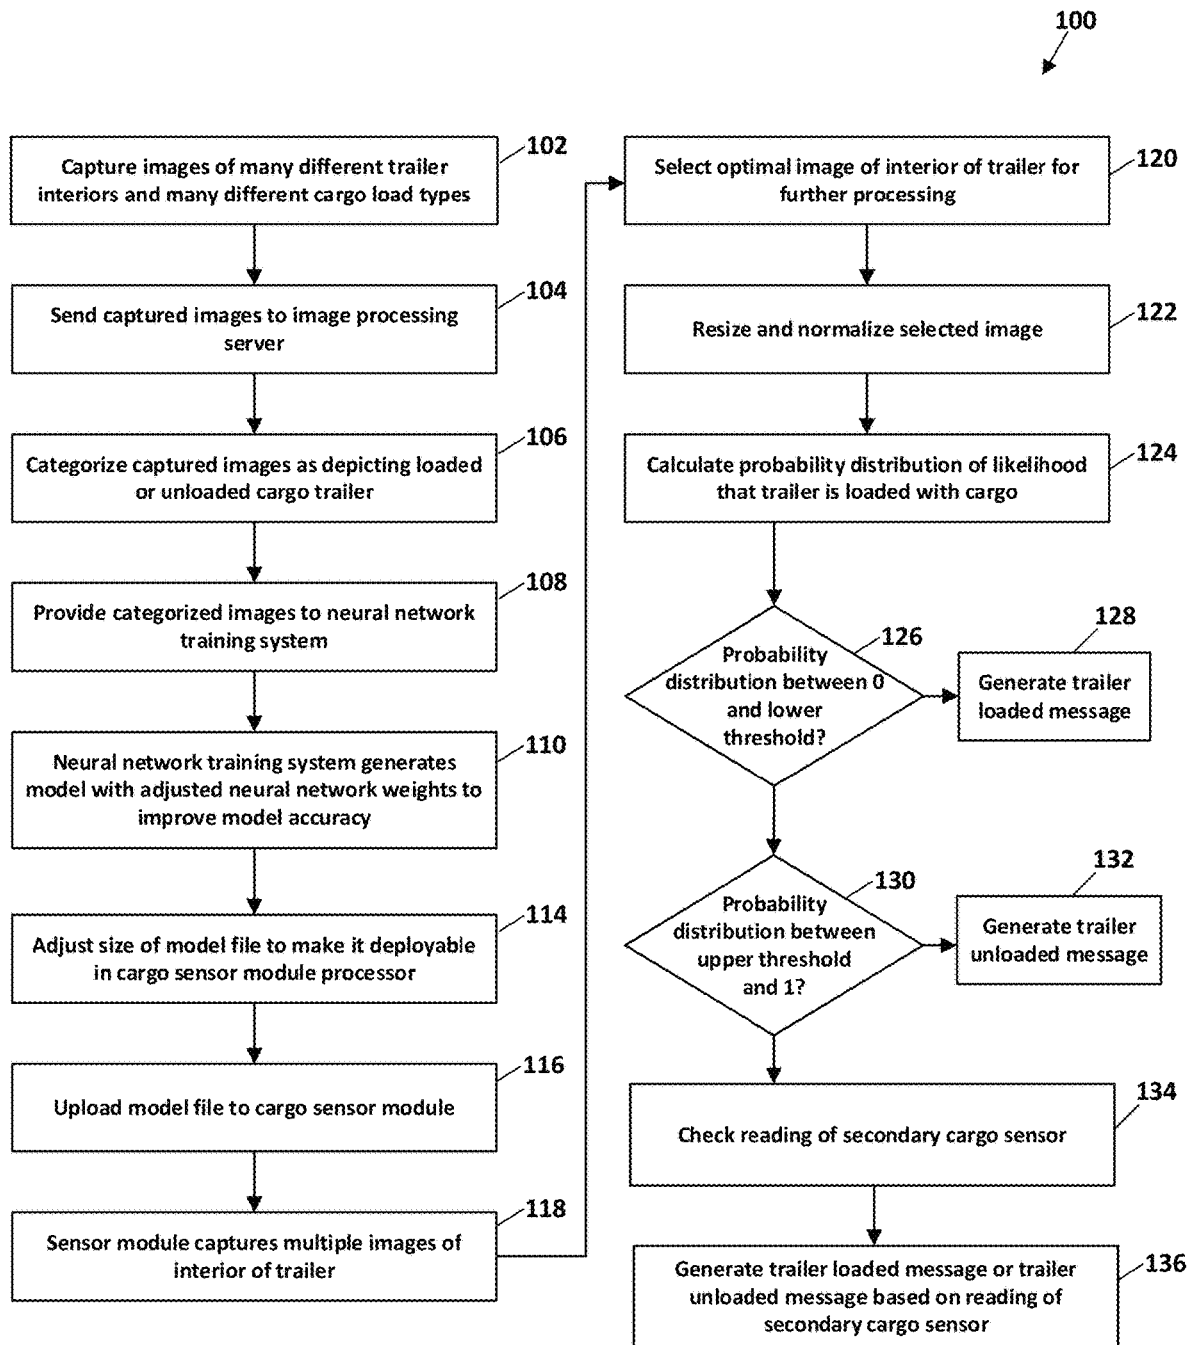 100
102
Capture images of many different trailer
interiors and many different cargo load types
104
Send captured images to image processing
server
106
Categorize captured images as depicting loaded
or unloaded cargo trailer
108
Provide categorized images to neural network
training system
110
Neural network training system generates
model with adjusted neural network weights to
improve model accuracy
114
Adjust size of model file to make it deployable
in cargo sensor module processor
116
Upload model file to cargo sensor module
118
Sensor module captures multiple images of
interior of trailer
120
Select optimal image of interior of trailer for
further processing
122
Resize and normalize selected image
124
Calculate probability distribution of likelihood
that trailer is loaded with cargo
126
Probability
distribution between 0
and lower
threshold?
128
Generate trailer
loaded message
130
Probability
distribution between
upper threshold
and 1?
132
Generate trailer
unloaded message
134
Check reading of secondary cargo sensor
136
Generate trailer loaded message or trailer
unloaded message based on reading of
secondary cargo sensor